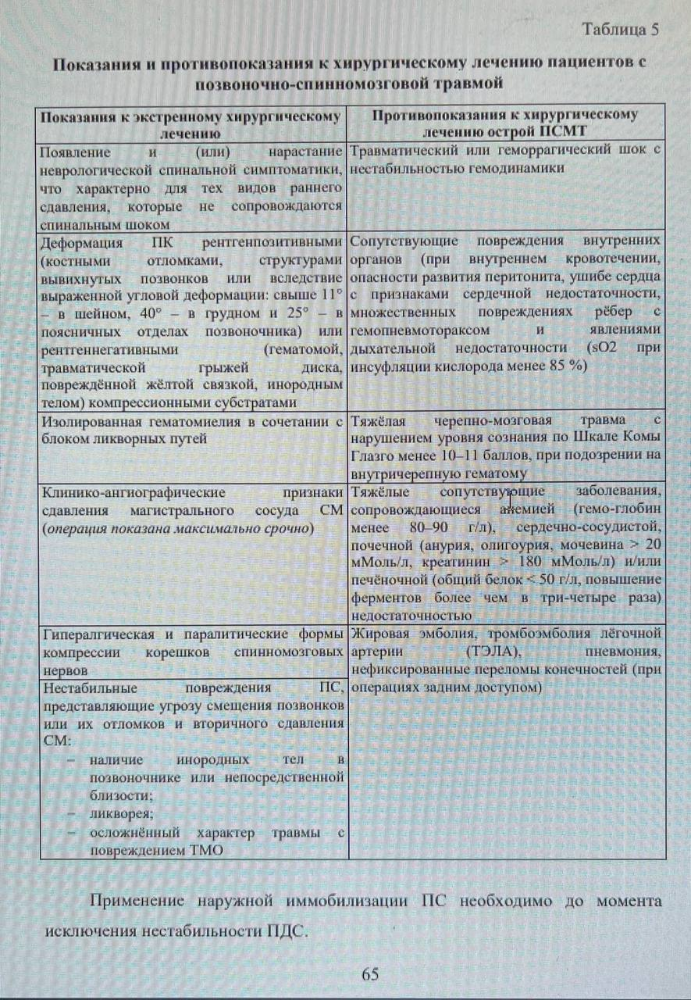 Таблица 5
Показания и противопоказания к хирургическому лечению пациентов с
позвоночно-спинномозговой травмой
Показания к экстренному хирургическому
лечению
Противопоказания к хирургическому
лечению острой ПСМТ
Появление и (или) нарастание
неврологической спинальной симптоматики,
что характерно для тех видов раннего
сдавления, которые не сопровождаются
спинальным шоком
Травматический или геморрагический шок с
нестабильностью гемодинамики
Деформация ПК рентгенпозитивными
(костными отломками, структурами
вывихнутых позвонков или вследствие
выраженной угловой деформации: свыше 11°
– в шейном, 40° – в грудном и 25° – в
поясничных отделах позвоночника) или
рентгеннегативными (гематомой,
травматической грыжей диска,
повреждённой жёлтой связкой, инородным
телом) компрессионными субстратами
Сопутствующие повреждения внутренних
органов (при внутреннем кровотечении,
опасности развития перитонита, ушибе сердца
с признаками сердечной недостаточности,
множественных повреждениях рёбер с
гемопневмотораксом и явлениями
дыхательной недостаточности (sO2 при
инсуфляции кислорода менее 85 %)
Изолированная гематомиелия в сочетании с
блоком ликворных путей
Тяжёлая черепно-мозговая травма с
нарушением уровня сознания по Шкале Комы
Глазго менее 10–11 баллов, при подозрении на
внутричерепную гематому
Клинико-ангиографические признаки
сдавления магистрального сосуда СМ
(операция показана максимально срочно)
Тяжёлые сопутствующие заболевания,
сопровождающиеся анемией (гемо-глобин
менее 80–90 г/л), сердечно-сосудистой,
почечной (анурия, олигоурия, мочевина > 20
мМоль/л, креатинин > 180 мМоль/л) и/или
печёночной (общий белок < 50 г/л, повышение
ферментов более чем в три-четыре раза)
недостаточностью
Гипералгическая и паралитические формы
компрессии корешков спинномозговых
нервов
Жировая эмболия, тромбоэмболия лёгочной
артерии (ТЭЛА), пневмония,
нефиксированные переломы конечностей (при
операциях задним доступом)
Нестабильные повреждения ПС,
представляющие угрозу смещения позвонков
или их отломков и вторичного сдавления
СМ:
– наличие инородных тел в
позвоночнике или непосредственной
близости;
– ликворея;
– осложнённый характер травмы с
повреждением ТМО
Применение наружной иммобилизации ПС необходимо до момента
исключения нестабильности ПДС.
65